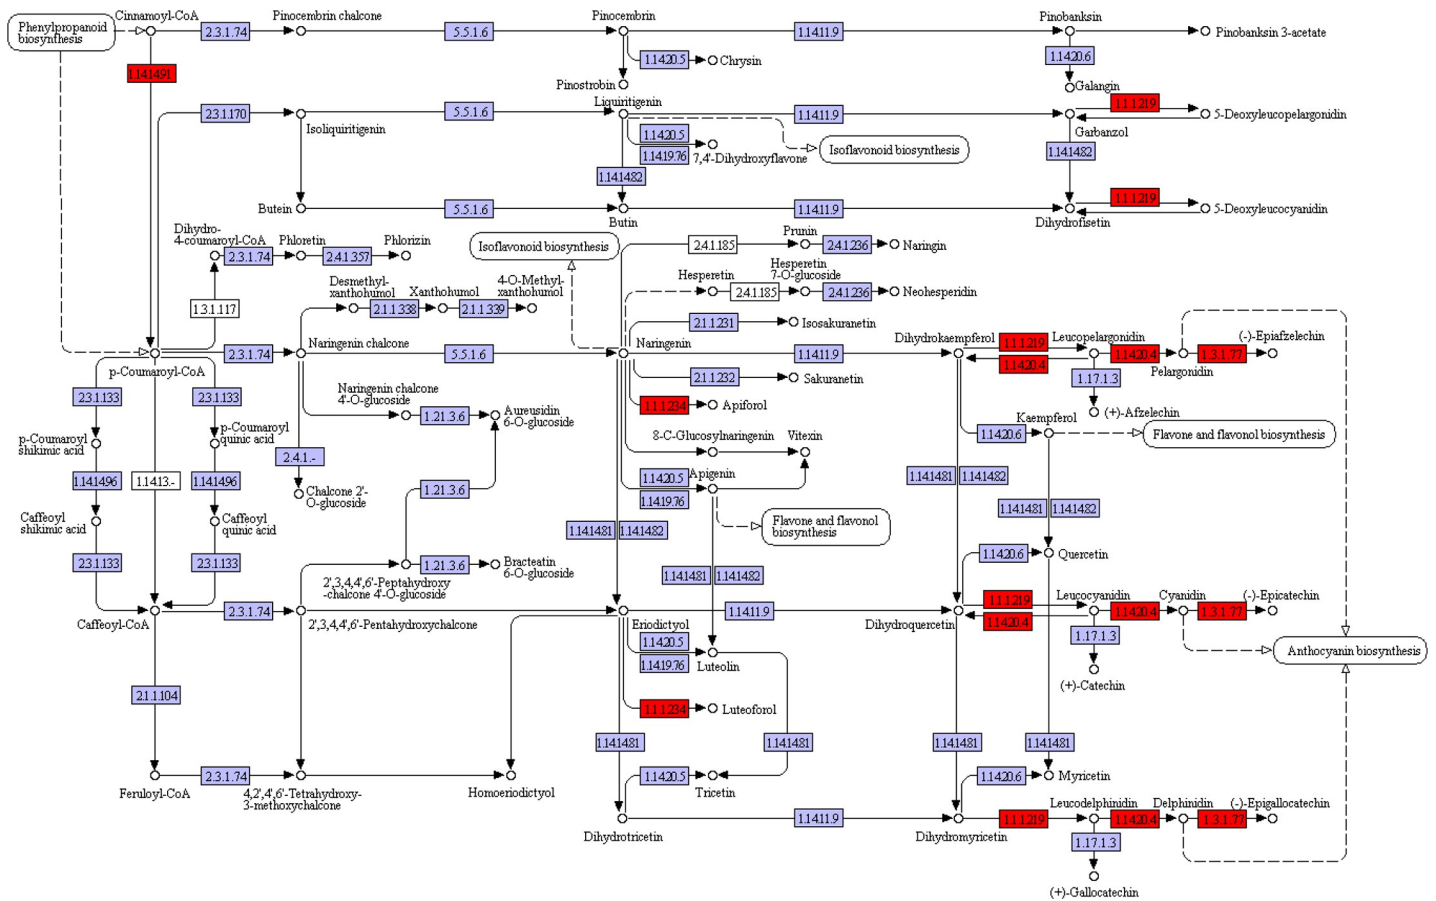 Phenylpropanoid
biosynthesis
Cinnamoyl-CoA
2.3.1.74
Pinocembrin chalcone
5.5.1.6
Pinocembrin
1.14.11.9
Pinobanksin
Pinobanksin 3-acetate
1.14.14.91
1.14.20.5
Chrysin
1.14.20.6
Pinostrobin
Galangin
2.3.1.170
Isoliquiritigenin
5.5.1.6
Liquiritigenin
1.14.11.9
Garbanzol
1.1.1.219
5-Deoxyleucopelargonidin
1.14.20.5
1.14.19.76
7,4'-Dihydroxyflavone
Isoflavonoid biosynthesis
1.14.14.82
1.14.14.82
Butein
5.5.1.6
Butin
1.14.11.9
Dihydrofisetin
1.1.1.219
5-Deoxyleucocyanidin
Dihydro-
4-coumaroyl-CoA
2.3.1.74
Phloretin
2.4.1.357
Phlorizin
Isoflavonoid biosynthesis
2.4.1.185
Prunin
2.4.1.236
Naringin
Desmethyl-
xanthohumol
2.1.1.338
Xanthohumol
2.1.1.339
4-O-Methyl-
xanthohumol
Hesperetin
2.4.1.185
Hesperetin
7-O-glucoside
2.4.1.236
Neohesperidin
1.3.1.117
2.1.1.231
Isosakuranetin
p-Coumaroyl-CoA
2.3.1.74
Naringenin chalcone
5.5.1.6
Naringenin
1.14.11.9
Dihydrokaempferol
1.1.1.219
1.14.20.4
Leucopelargonidin
1.14.20.4
Pelargonidin
1.3.1.77
(-)-Epiafzelechin
2.1.1.232
Sakuranetin
1.17.1.3
(+)-Afzelechin
2.3.1.133
2.3.1.133
Naringenin chalcone
4'-O-glucoside
1.21.3.6
Aureusidin
6-O-glucoside
1.1.1.234
Apiforol
p-Coumaroyl
shikimic acid
p-Coumaroyl
quinic acid
2.4.1.-
8-C-Glucosylnaringenin
Vitexin
1.14.20.6
Kaempferol
Flavone and flavonol biosynthesis
1.14.14.96
1.14.13.-
1.14.14.96
Chalcone 2'-
O-glucoside
1.21.3.6
1.14.20.5
1.14.19.76
Apigenin
1.14.14.81
1.14.14.82
1.14.14.81
1.14.14.82
Caffeoyl
shikimic acid
Caffeoyl
quinic acid
1.14.14.81
1.14.14.82
Flavone and flavonol
biosynthesis
2.3.1.133
2.3.1.133
1.21.3.6
Bracteatin
6-O-glucoside
1.14.14.81
1.14.14.82
1.14.20.6
Quercetin
2',3,4,4',6'-Peptahydroxy
-chalcone 4'-O-glucoside
Caffeoyl-CoA
2.3.1.74
2',3,4,4',6'-Pentahydroxychalcone
Eriodictyol
1.14.11.9
Dihydroquercetin
1.1.1.219
1.14.20.4
Leucocyanidin
1.14.20.4
Cyanidin
1.3.1.77
(-)-Epicatechin
1.14.20.5
1.14.19.76
Luteolin
1.17.1.3
(+)-Catechin
Anthocyanin biosynthesis
2.1.1.104
1.1.1.234
Luteoforol
1.14.14.81
1.14.14.81
1.14.14.81
1.14.14.81
Feruloyl-CoA
2.3.1.74
4,2',4',6'-Tetrahydroxy-
3-methoxychalcone
Homoeriodictyol
1.14.20.5
Tricetin
1.14.20.6
Myricetin
Dihydrotricetin
1.14.11.9
Dihydromyricetin
1.1.1.219
Leucodelphinidin
1.14.20.4
Delphinidin
1.3.1.77
(-)-Epigallocatechin
1.17.1.3
(+)-Gallocatechin